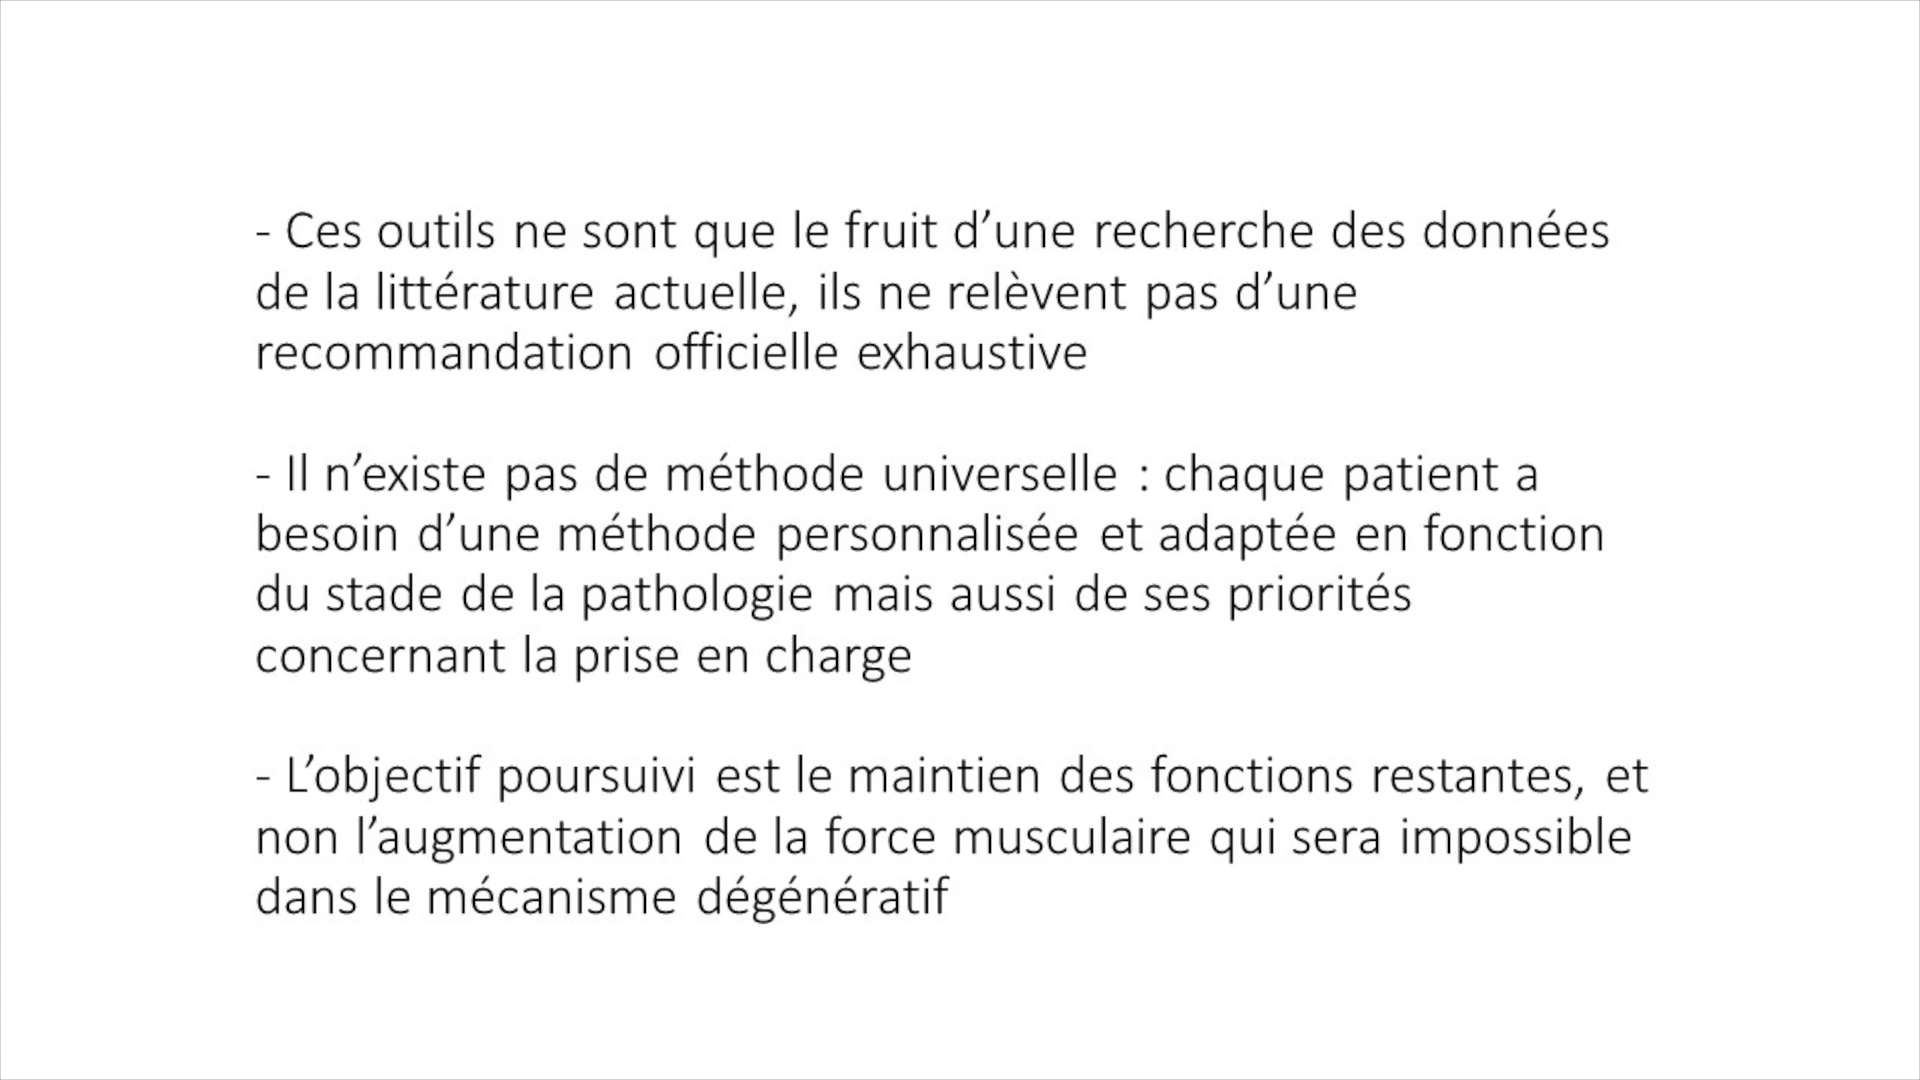 - Ces outils ne sont que le fruit d’une recherche des données
de la littérature actuelle, ils ne relèvent pas d’une
recommandation officielle exhaustive
- Il n’existe pas de méthode universelle : chaque patient a
besoin d’une méthode personnalisée et adaptée en fonction
du stade de la pathologie mais aussi de ses priorités
concernant la prise en charge
- L’objectif poursuivi est le maintien des fonctions restantes, et
non l’augmentation de la force musculaire qui sera impossible
dans le mécanisme dégénératif